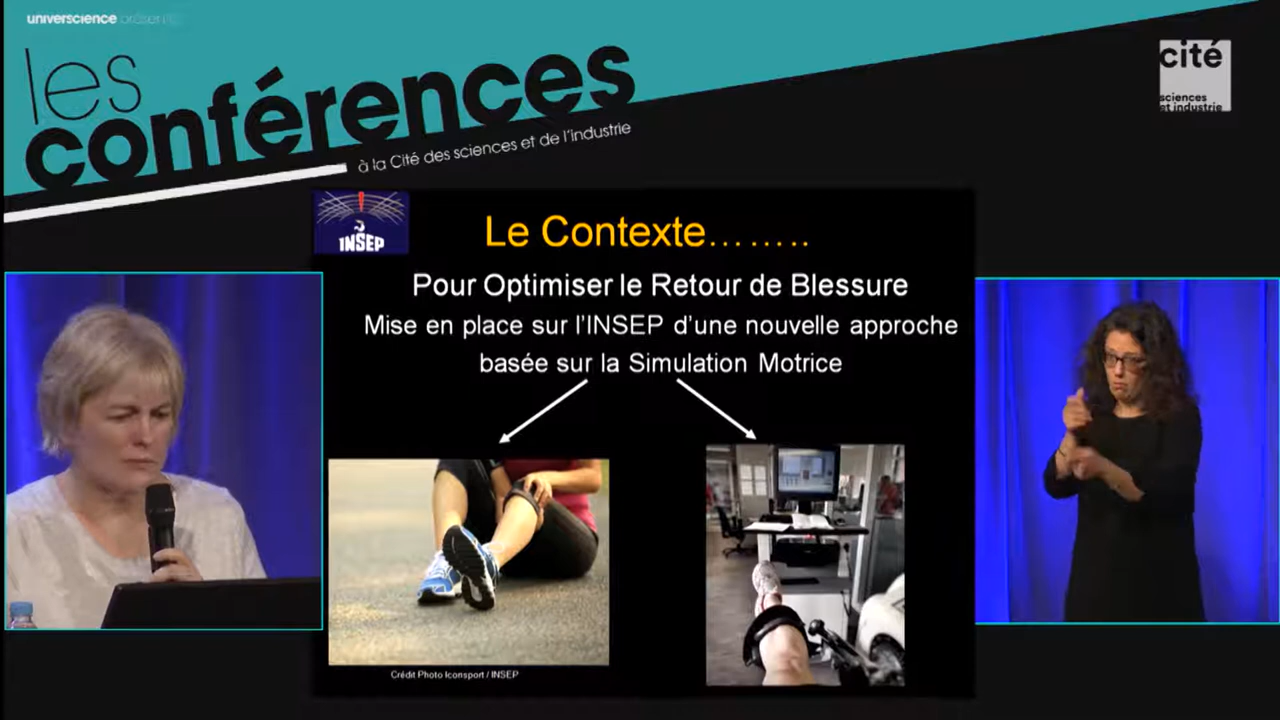 universcience présente
les
conférences
à la Cité des sciences et de l'industrie
cité
sciences
et industrie
INSEP
Le Contexte........
Pour Optimiser le Retour de Blessure
Mise en place sur l'INSEP d'une nouvelle approche
basée sur la Simulation Motrice
Crédit Photo Iconsport / INSEP